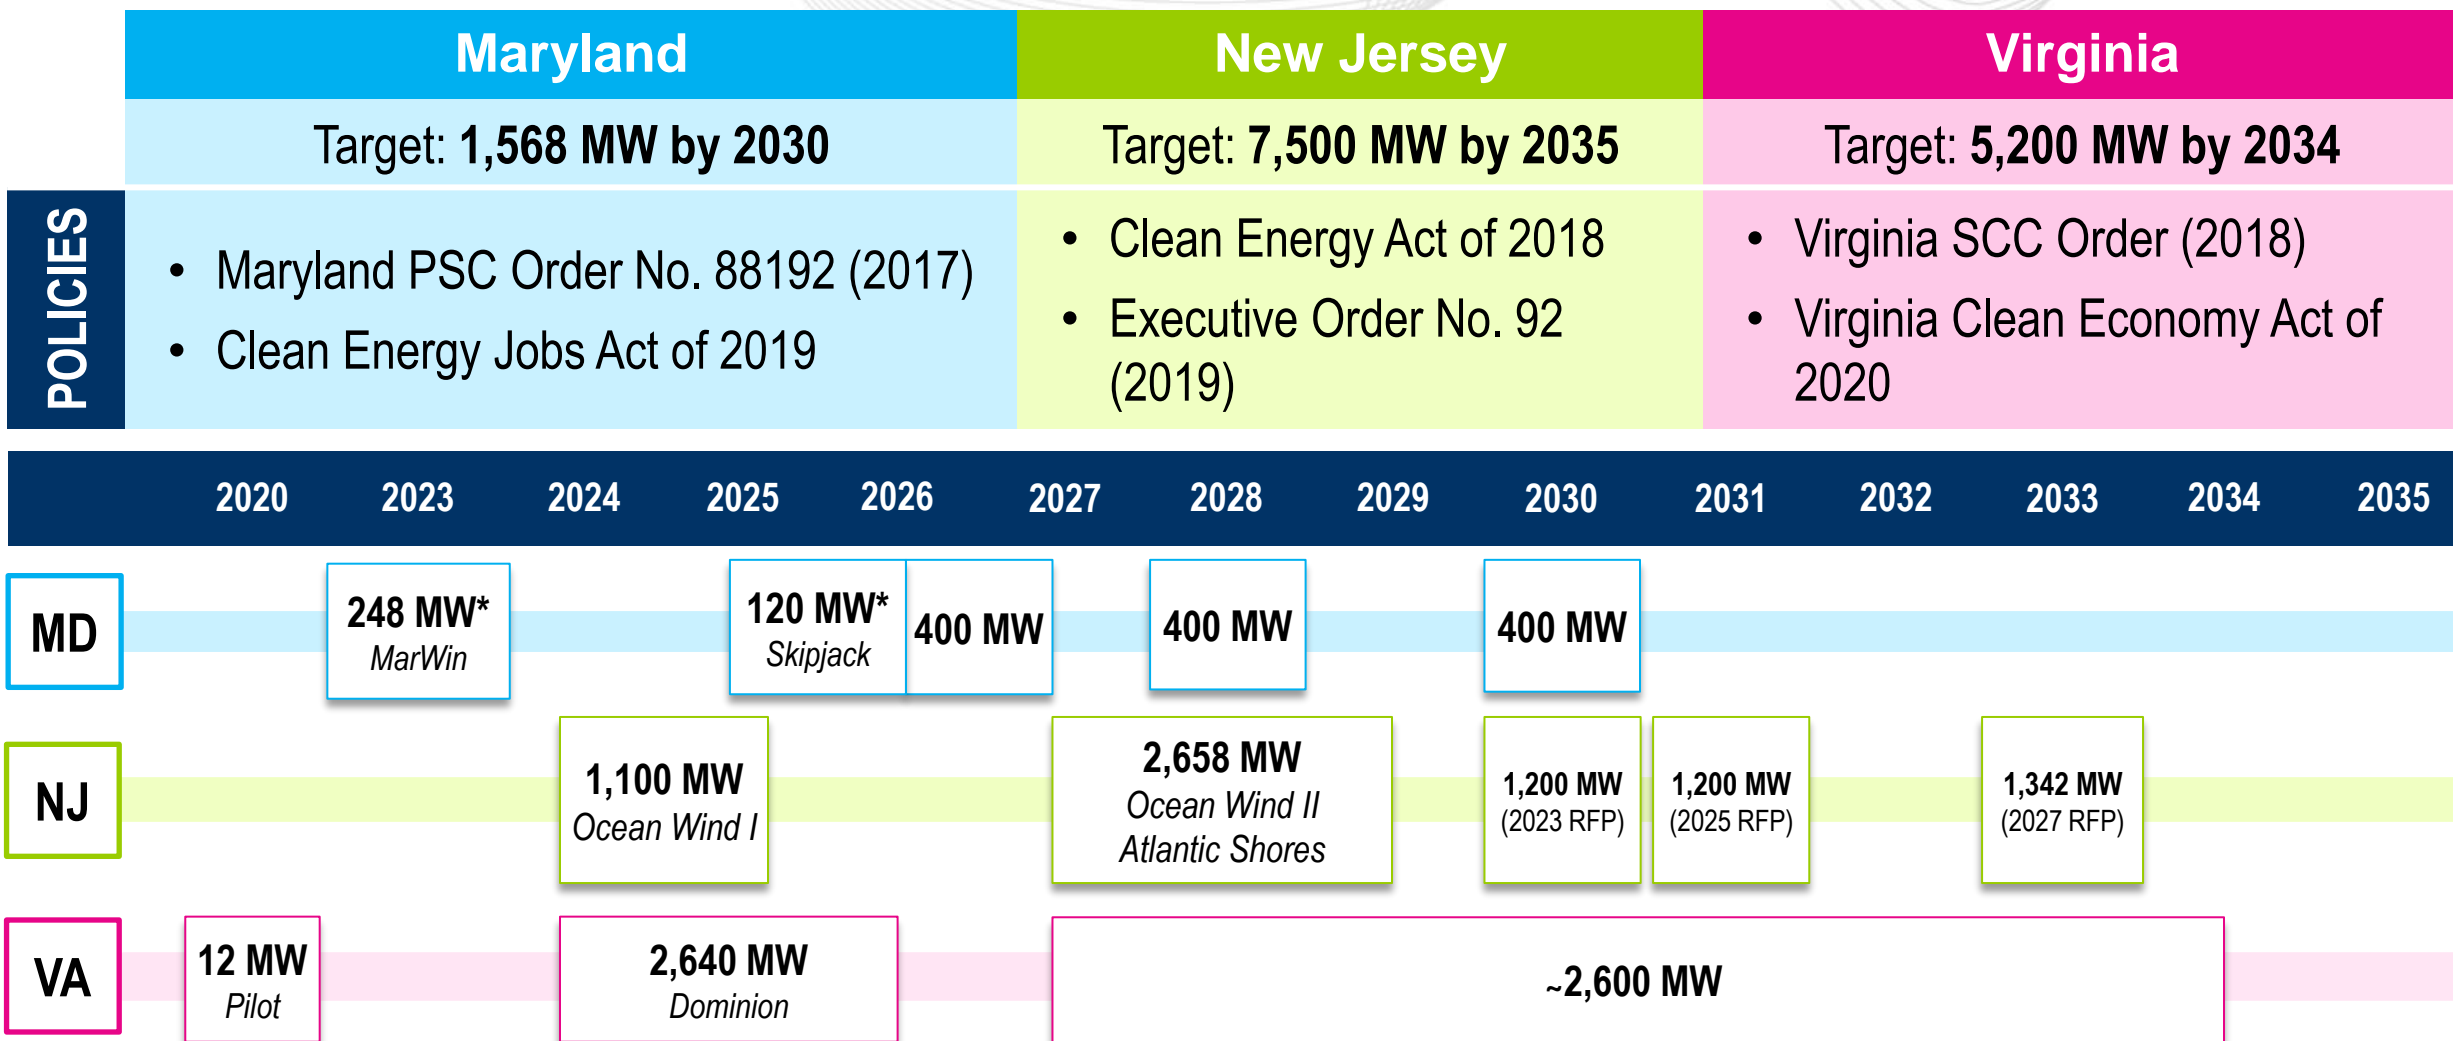 Maryland
New Jersey
Virginia
Target: 1,568 MW by 2030
Target: 7,500 MW by 2035
Target: 5,200 MW by 2034
POLICIES
• Maryland PSC Order No. 88192 (2017)
• Clean Energy Jobs Act of 2019
• Clean Energy Act of 2018
• Executive Order No. 92
(2019)
• Virginia SCC Order (2018)
• Virginia Clean Economy Act of
2020
2020 2023 2024 2025 2026 2027 2028 2029 2030 2031 2032 2033 2034 2035
MD
248 MW*
MarWin
120 MW*
Skipjack
400 MW
400 MW
400 MW
NJ
1,100 MW
Ocean Wind I
2,658 MW
Ocean Wind II
Atlantic Shores
1,200 MW
(2023 RFP)
1,200 MW
(2025 RFP)
1,342 MW
(2027 RFP)
VA
12 MW
Pilot
2,640 MW
Dominion
~2,600 MW